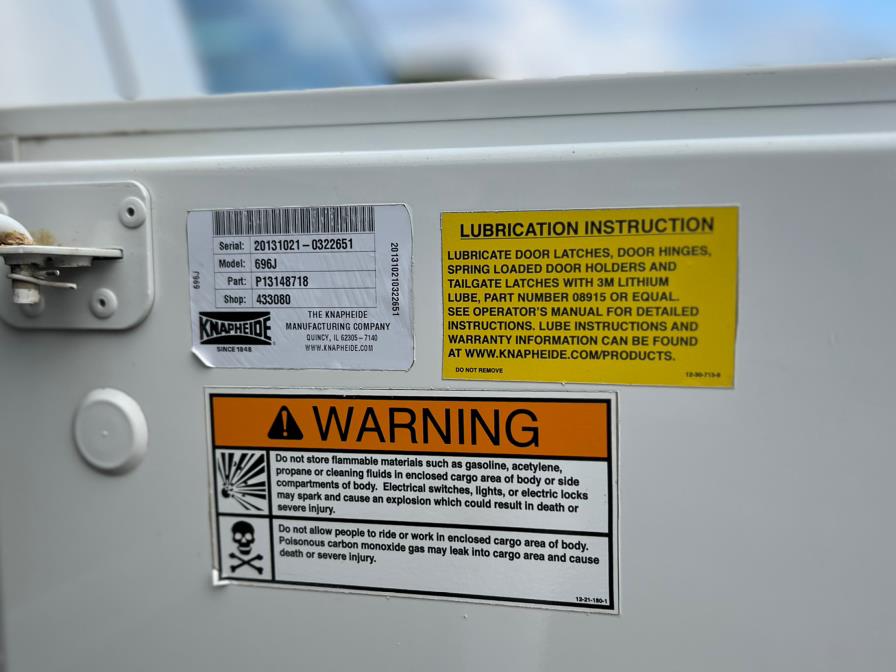 Serial: 20131021-0322651
Model: 696J
Part: P13148718
Shop: 433080
KNAPHEIDE
SINCE 1848
THE KNAPHEIDE
MANUFACTURING COMPANY
QUINCY, IL 62305-7140
WWW.KNAPHEIDE.COM
696J
201310210322651
LUBRICATION INSTRUCTION
LUBRICATE DOOR LATCHES, DOOR HINGES,
SPRING LOADED DOOR HOLDERS AND
TAILGATE LATCHES WITH 3M LITHIUM
LUBE, PART NUMBER 08915 OR EQUAL.
SEE OPERATOR'S MANUAL FOR DETAILED
INSTRUCTIONS. LUBE INSTRUCTIONS AND
WARRANTY INFORMATION CAN BE FOUND
AT WWW.KNAPHEIDE.COM/PRODUCTS.
DO NOT REMOVE
WARNING
Do not store flammable materials such as gasoline, acetylene,
propane or cleaning fluids in enclosed cargo area of body or side
compartments of body. Electrical switches, lights, or electric locks
may spark and cause an explosion which could result in death or
severe injury.
Do not allow people to ride or work in enclosed cargo area of body.
Poisonous carbon monoxide gas may leak into cargo area and cause
death or severe injury.
12-21-180-1